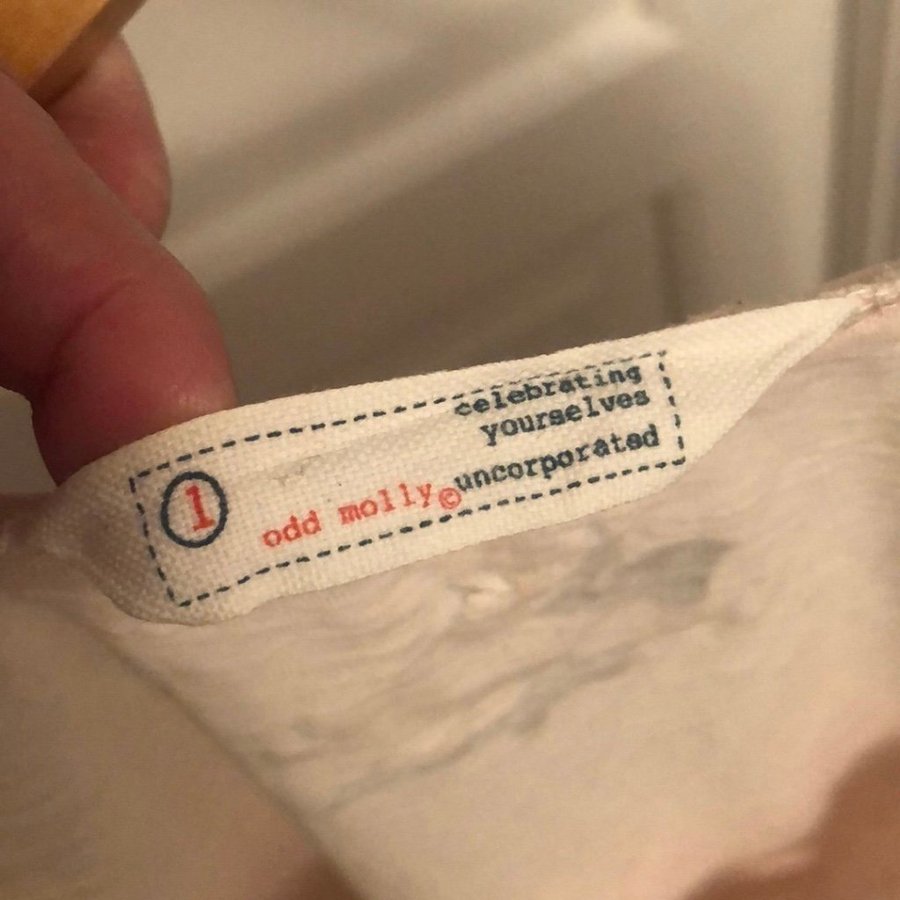 celebrating
yourselves
uncorporated
1
odd molly©